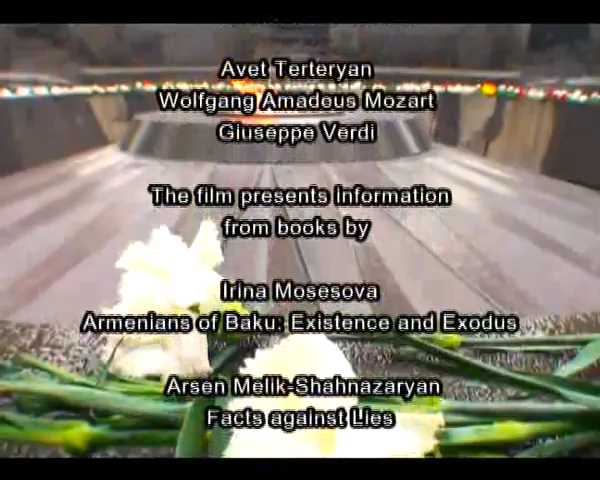 Avet Terteryan
Wolfgang Amadeus Mozart
Giuseppe Verdi
The film presents Information
from books by
Irina Mosesova
Armenians of Baku: Existence and Exodus
Arsen Melik-Shahnazaryan
Facts against Lies